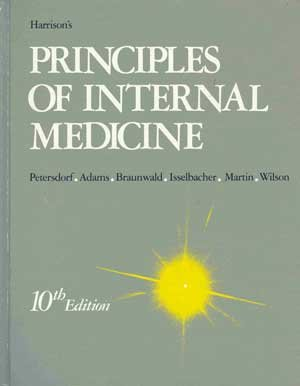 Harrison's
PRINCIPLES
OF INTERNAL
MEDICINE
Petersdorf • Adams • Braunwald • Isselbacher • Martin • Wilson
10th Edition